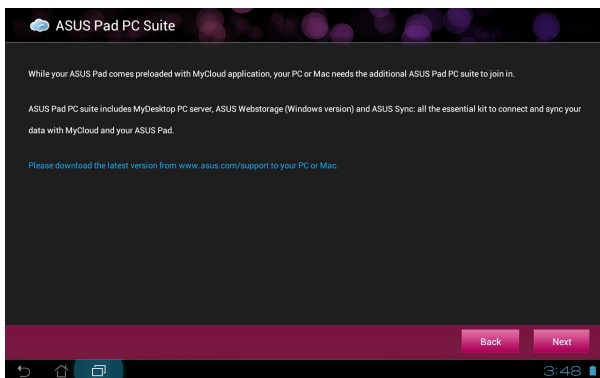 ASUS Pad PC Suite
While your ASUS Pad comes preloaded with MyCloud application, your PC or Mac needs the additional ASUS Pad PC suite to join in.
ASUS Pad PC suite includes MyDesktop PC server, ASUS Webstorage (Windows version) and ASUS Sync: all the essential kit to connect and sync your
data with MyCloud and your ASUS Pad.
Please download the latest version from www.asus.com/support to your PC or Mac.
Back Next
3:48